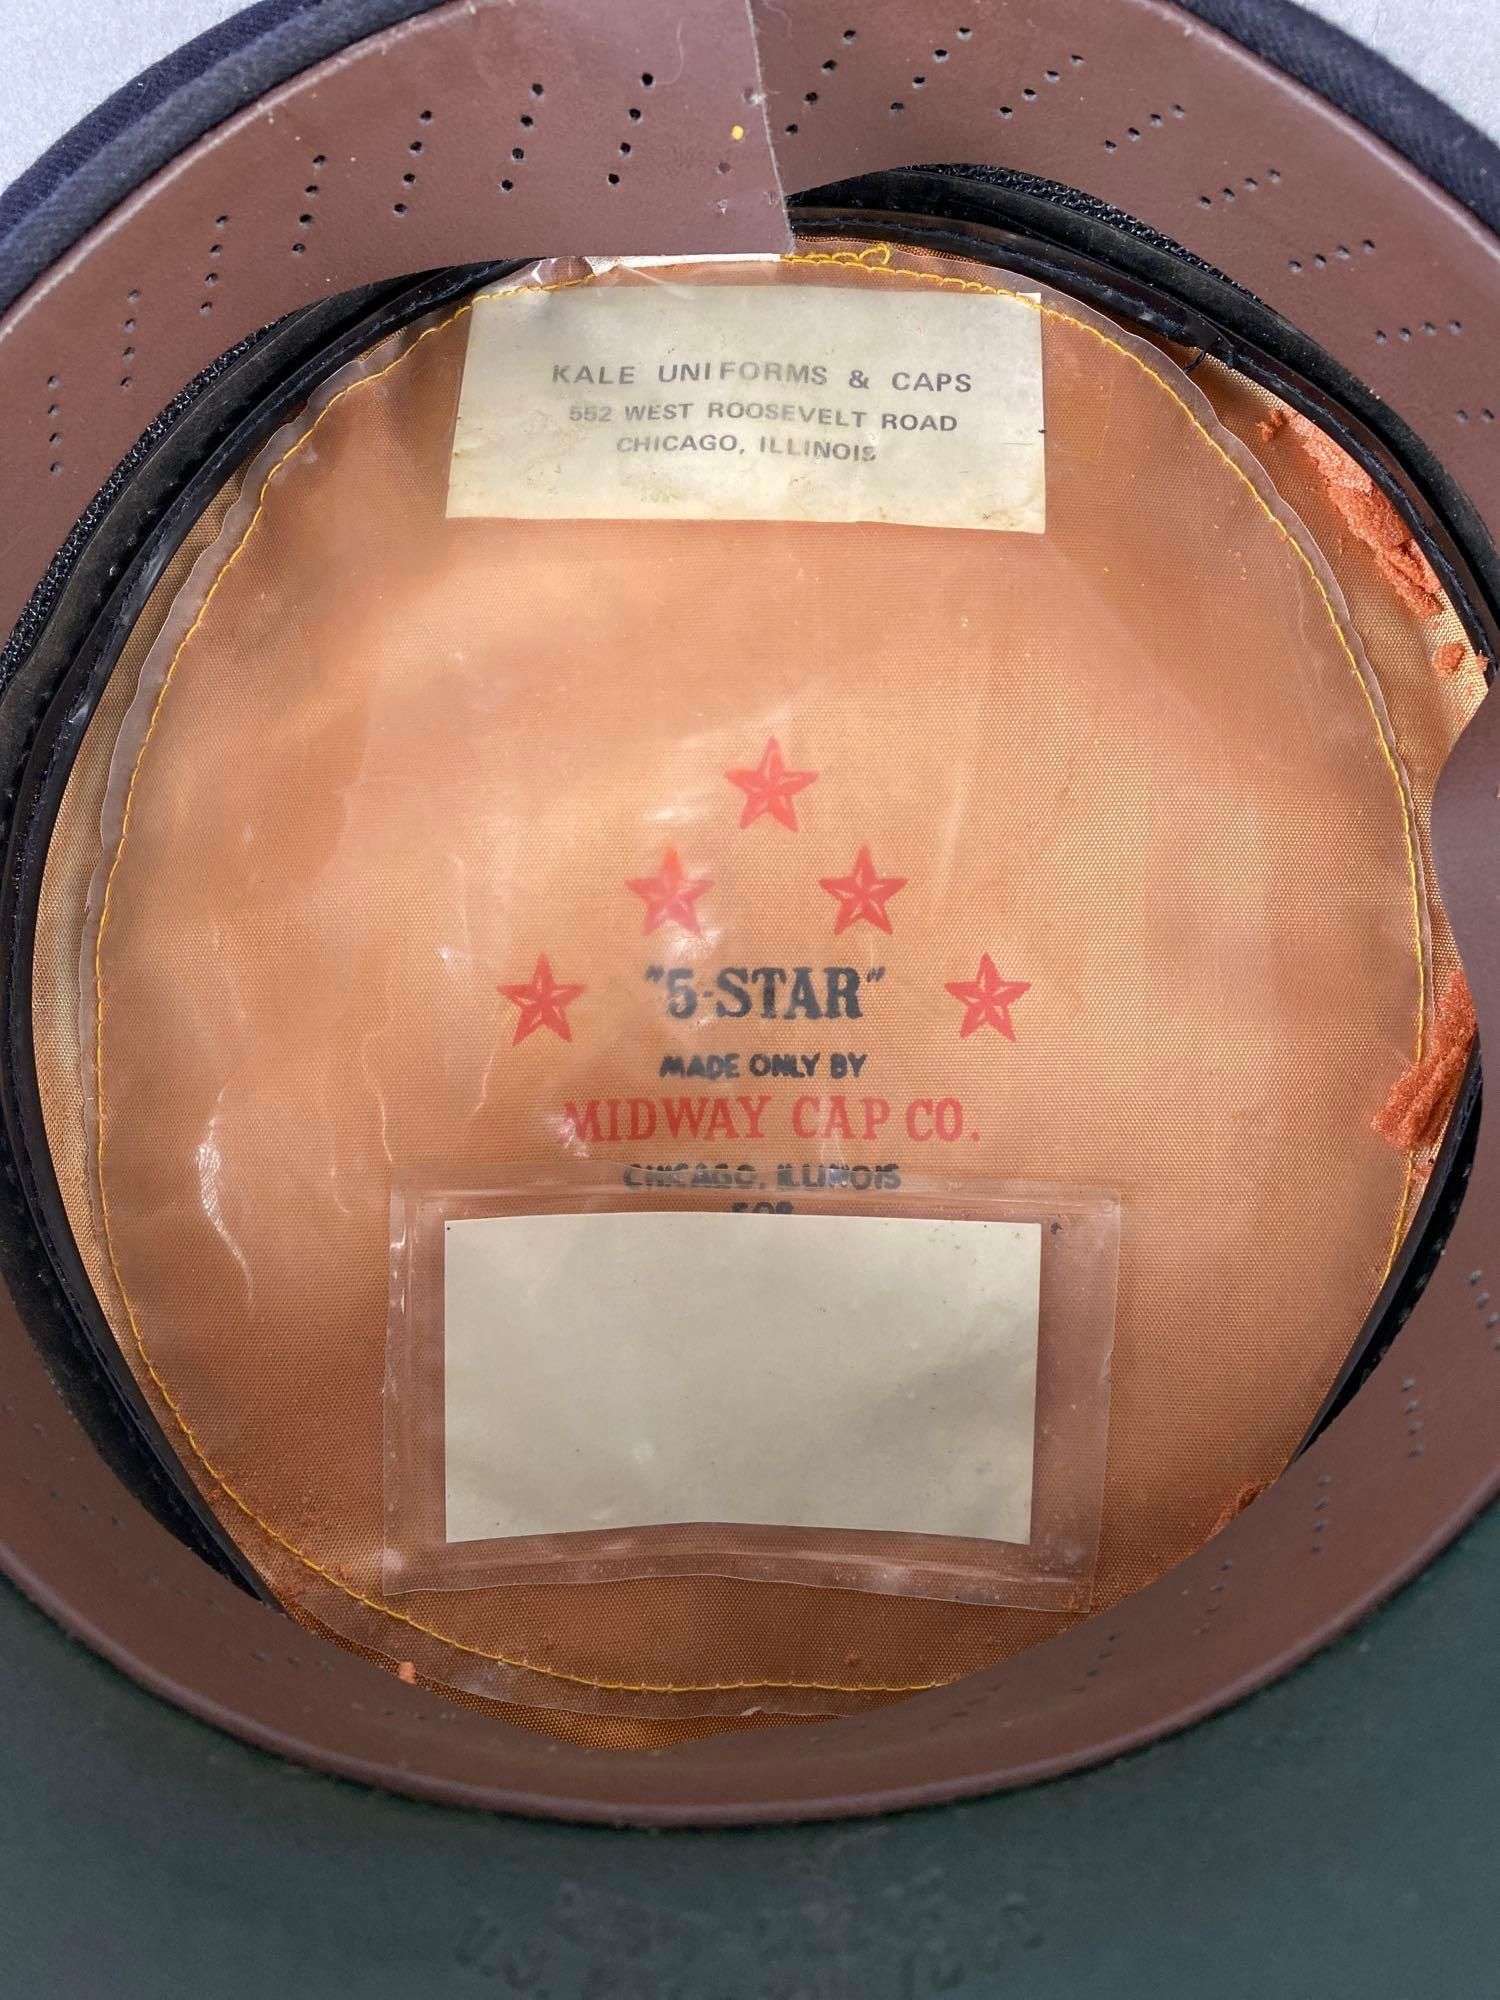 KALE UNIFORMS & CAPS
552 WEST ROOSEVELT ROAD
CHICAGO, ILLINOIS
"5-STAR"
MADE ONLY BY
MIDWAY CAP CO.
CHICAGO, ILLINOIS
FOR